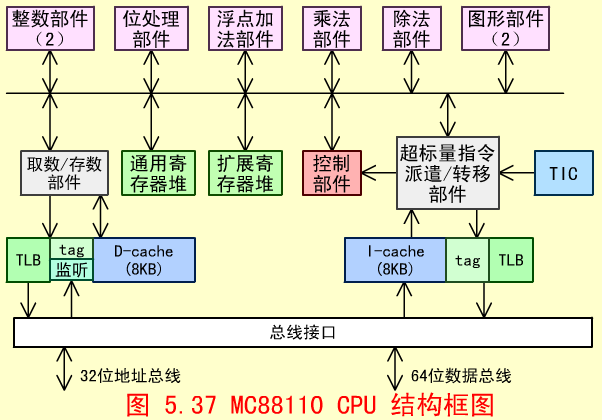 整数部件
（2）
位处理
部件
浮点加
法部件
乘法
部件
除法
部件
图形部件
（2）
取数/存数
部件
通用寄
存器堆
扩展寄
存器堆
控制
部件
超标量指令
派遣/转移
部件
TIC
TLB
tag
监听
D-cache
(8KB)
I-cache
(8KB)
tag
TLB
总线接口
32位地址总线
64位数据总线
图 5.37 MC88110 CPU 结构框图